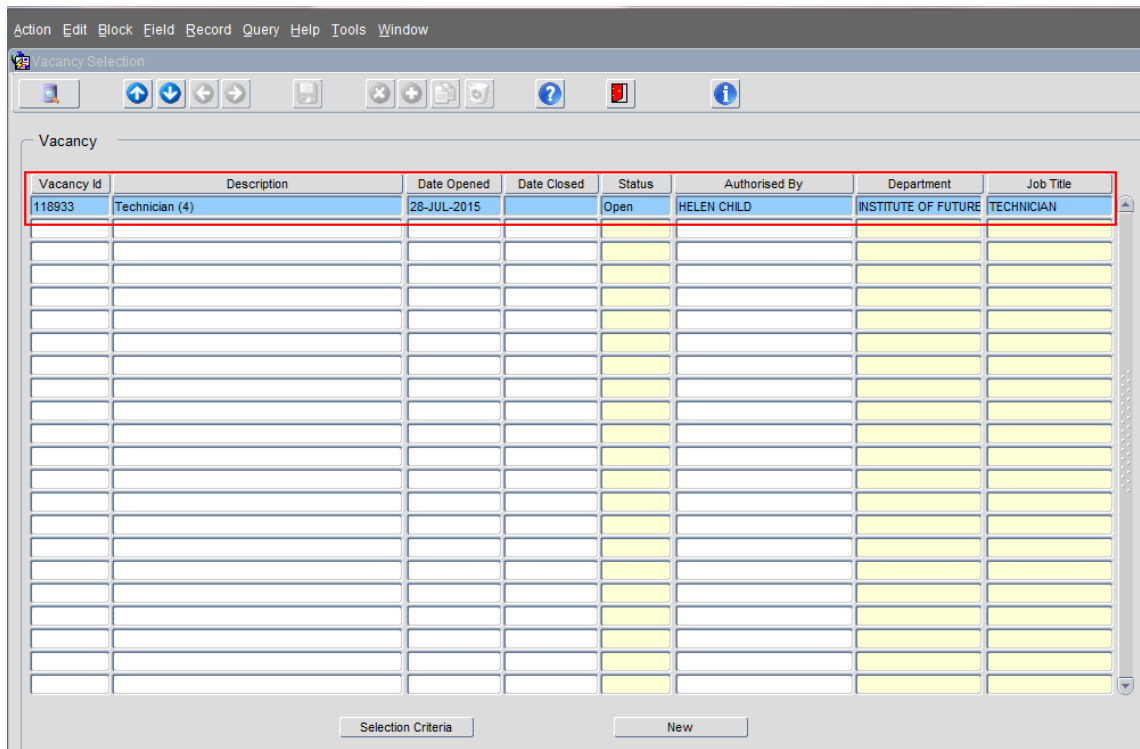 Action Edit Block Field Record Query Help Tools Window
Vacancy Selection
Vacancy
Vacancy Id Description Date Opened Date Closed Status Authorised By Department Job Title
118933 Technician (4) 28-JUL-2015 Open HELEN CHILD INSTITUTE OF FUTURE TECHNICIAN
Selection Criteria New